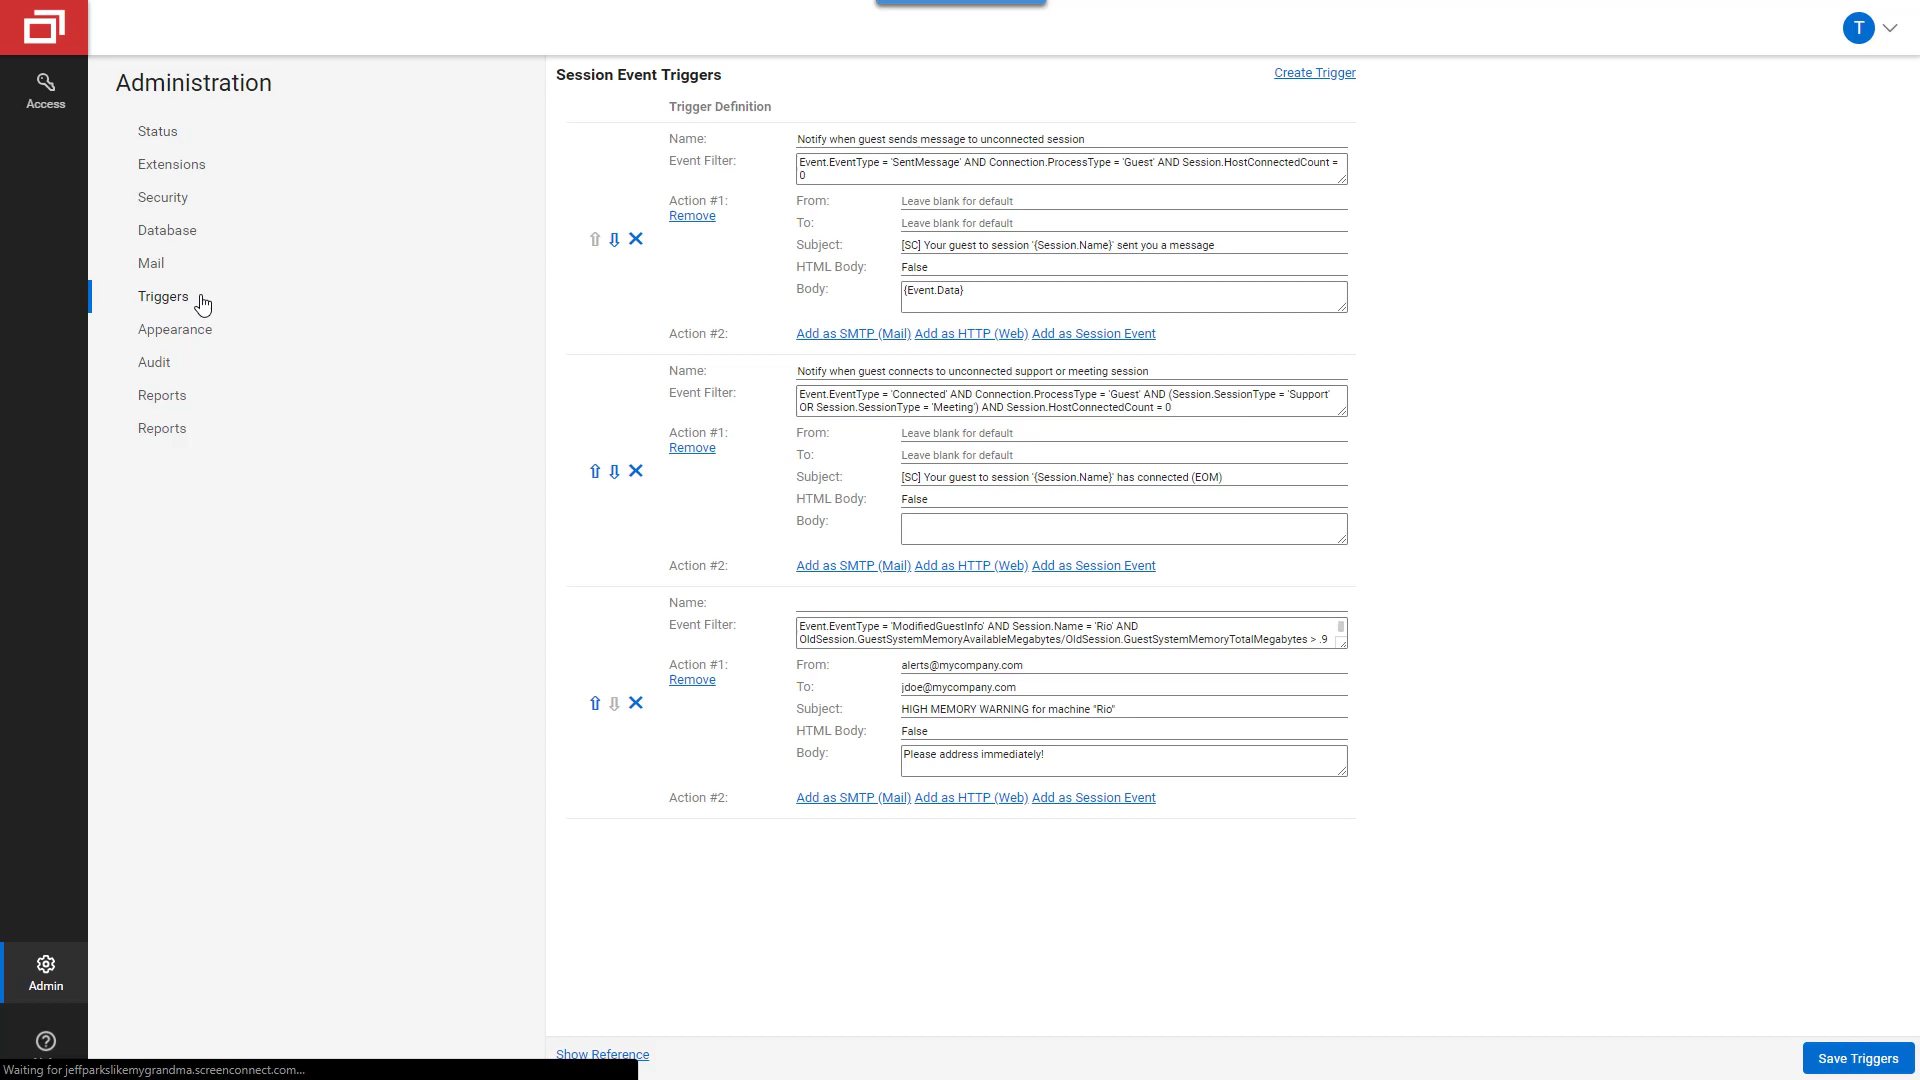 T
Access
Administration
Status
Extensions
Security
Database
Mail
Triggers
Appearance
Audit
Reports
Reports
Admin
Session Event Triggers
Create Trigger
Trigger Definition
Name: Notify when guest sends message to unconnected session
Event Filter: Event.EventType = 'SentMessage' AND Connection.ProcessType = 'Guest' AND Session.HostConnectedCount =
0
Action #1: From: Leave blank for default
Remove
To: Leave blank for default
Subject: [SC] Your guest to session '{Session.Name}' sent you a message
HTML Body: False
Body: {Event.Data}
Action #2: Add as SMTP (Mail) Add as HTTP (Web) Add as Session Event
Name: Notify when guest connects to unconnected support or meeting session
Event Filter: Event.EventType = 'Connected' AND Connection.ProcessType = 'Guest' AND (Session.SessionType = 'Support'
OR Session.SessionType = 'Meeting') AND Session.HostConnectedCount = 0
Action #1: From: Leave blank for default
Remove
To: Leave blank for default
Subject: [SC] Your guest to session '{Session.Name}' has connected (EOM)
HTML Body: False
Body:
Action #2: Add as SMTP (Mail) Add as HTTP (Web) Add as Session Event
Name:
Event Filter: Event.EventType = 'ModifiedGuestInfo' AND Session.Name = 'Rio' AND
OldSession.GuestSystemMemoryAvailableMegabytes/OldSession.GuestSystemMemoryTotalMegabytes > .9
Action #1: From: alerts@mycompany.com
Remove
To: jdoe@mycompany.com
Subject: HIGH MEMORY WARNING for machine "Rio"
HTML Body: False
Body: Please address immediately!
Action #2: Add as SMTP (Mail) Add as HTTP (Web) Add as Session Event
Show Reference
Save Triggers
Waiting for jeffparkslikemygrandma.screenconnect.com...